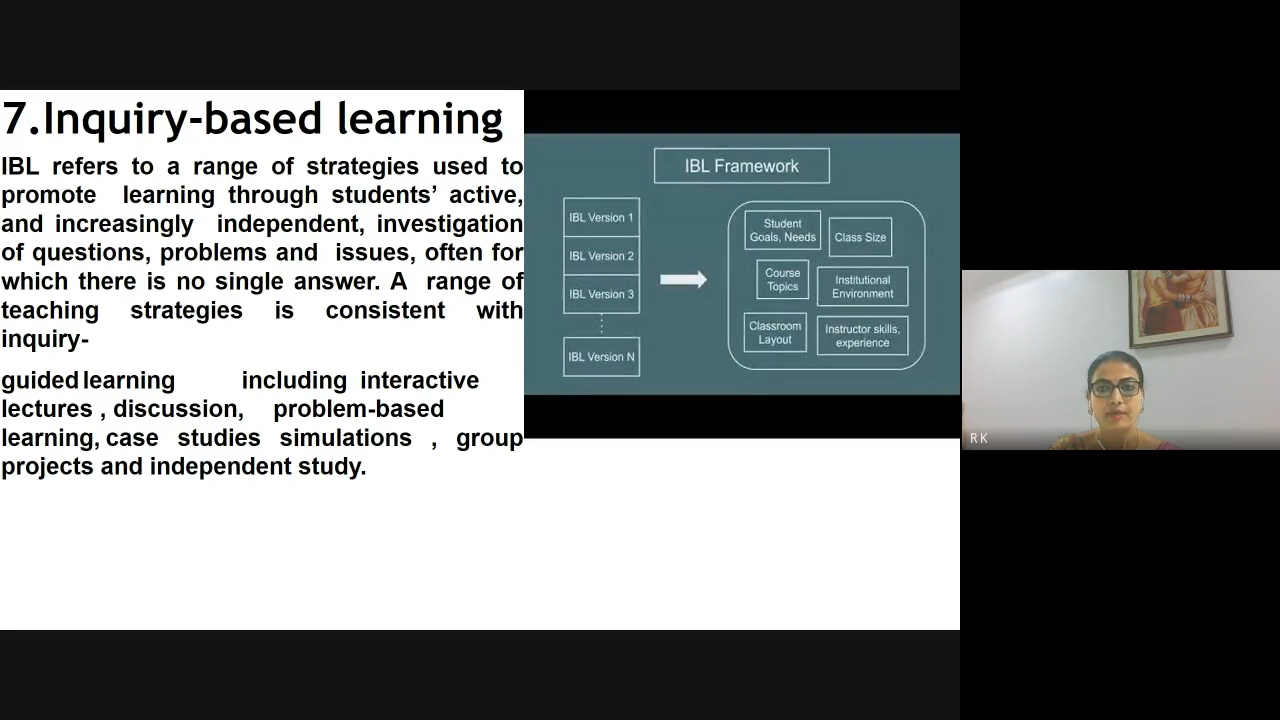 7.Inquiry-based learning
IBL refers to a range of strategies used to
promote learning through students’ active,
and increasingly independent, investigation
of questions, problems and issues, often for
which there is no single answer. A range of
teaching strategies is consistent with
inquiry-
guided learning including interactive
lectures , discussion, problem-based
learning, case studies simulations , group
projects and independent study.
IBL Framework
IBL Version 1
IBL Version 2
IBL Version 3
IBL Version N
Student
Goals, Needs
Class Size
Course
Topics
Institutional
Environment
Classroom
Layout
Instructor skills,
experience
RK